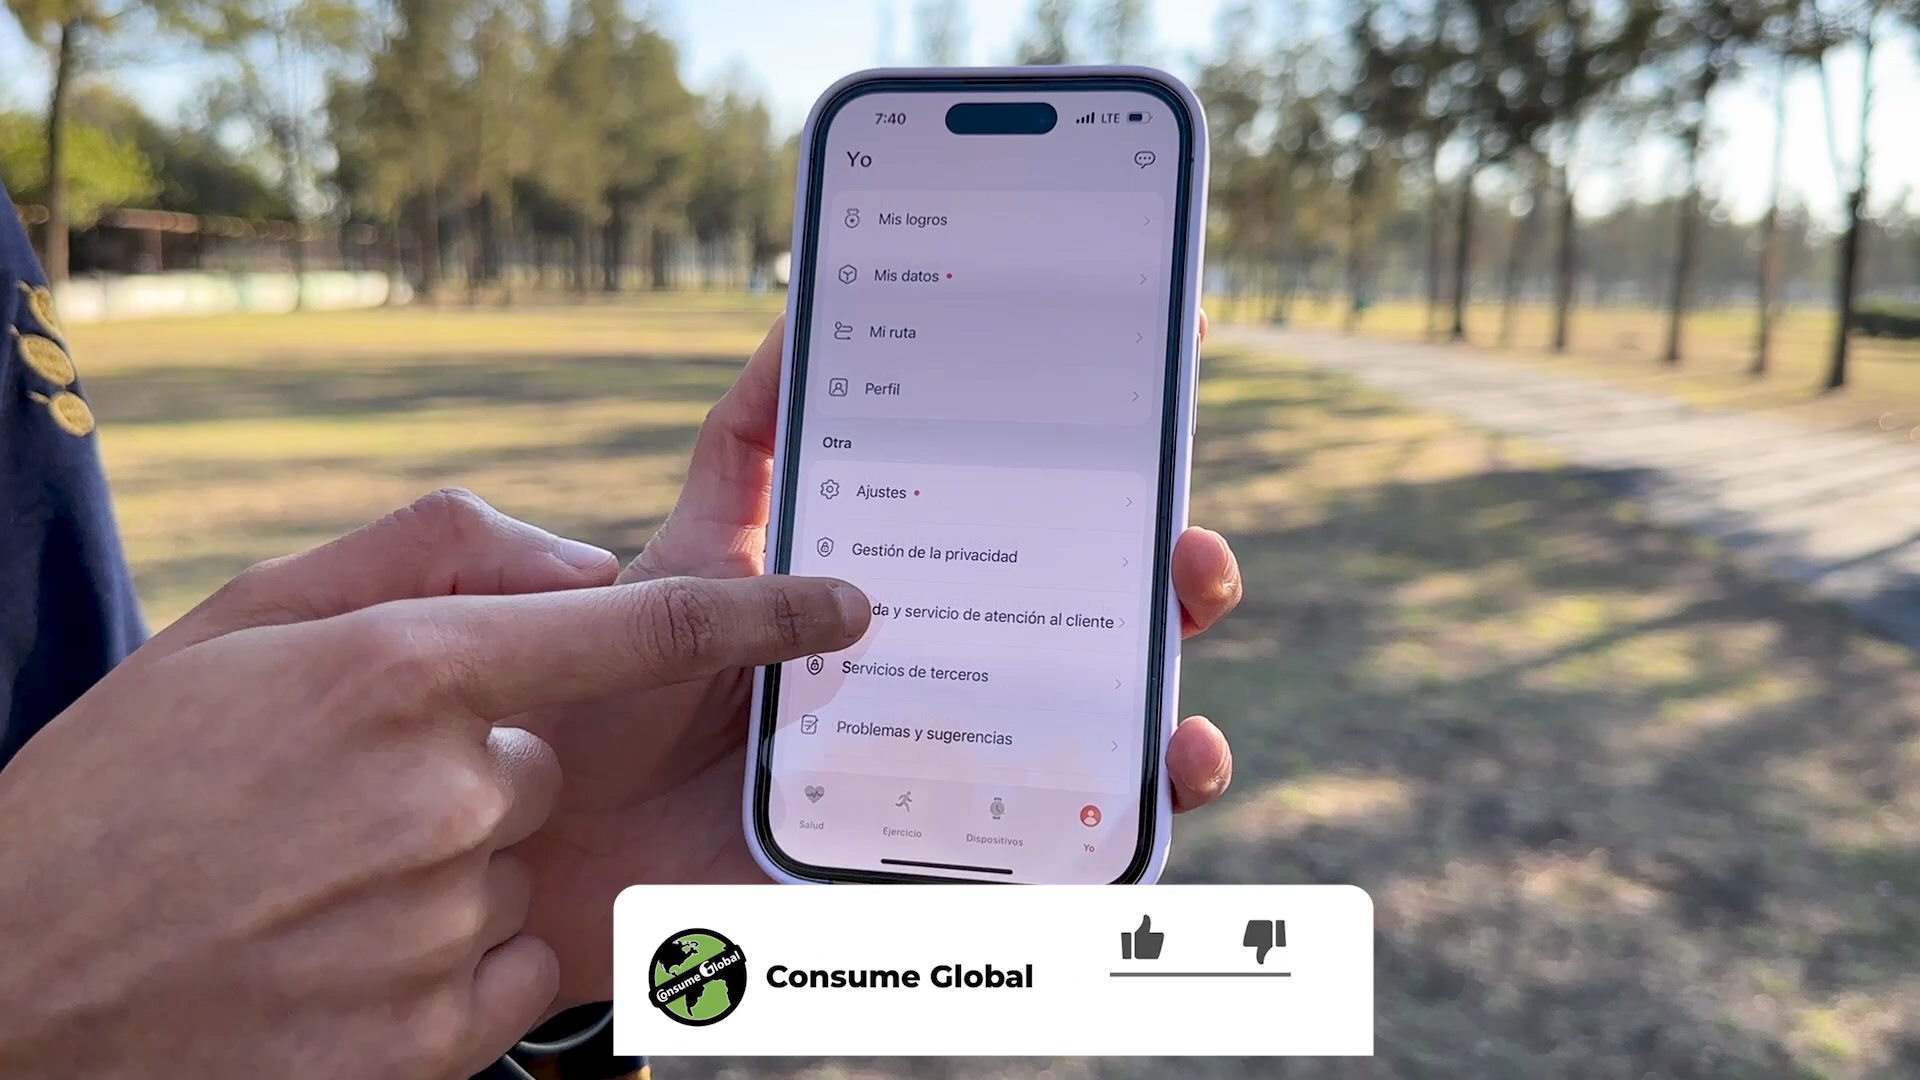 7:40
LTE
Yo
Mis logros
Mis datos
Mi ruta
Perfil
Otra
Ajustes
Gestión de la privacidad
da y servicio de atención al cliente
Servicios de terceros
Problemas y sugerencias
Salud
Ejercicio
Dispositivos
Yo
Consume Global
Consume Global